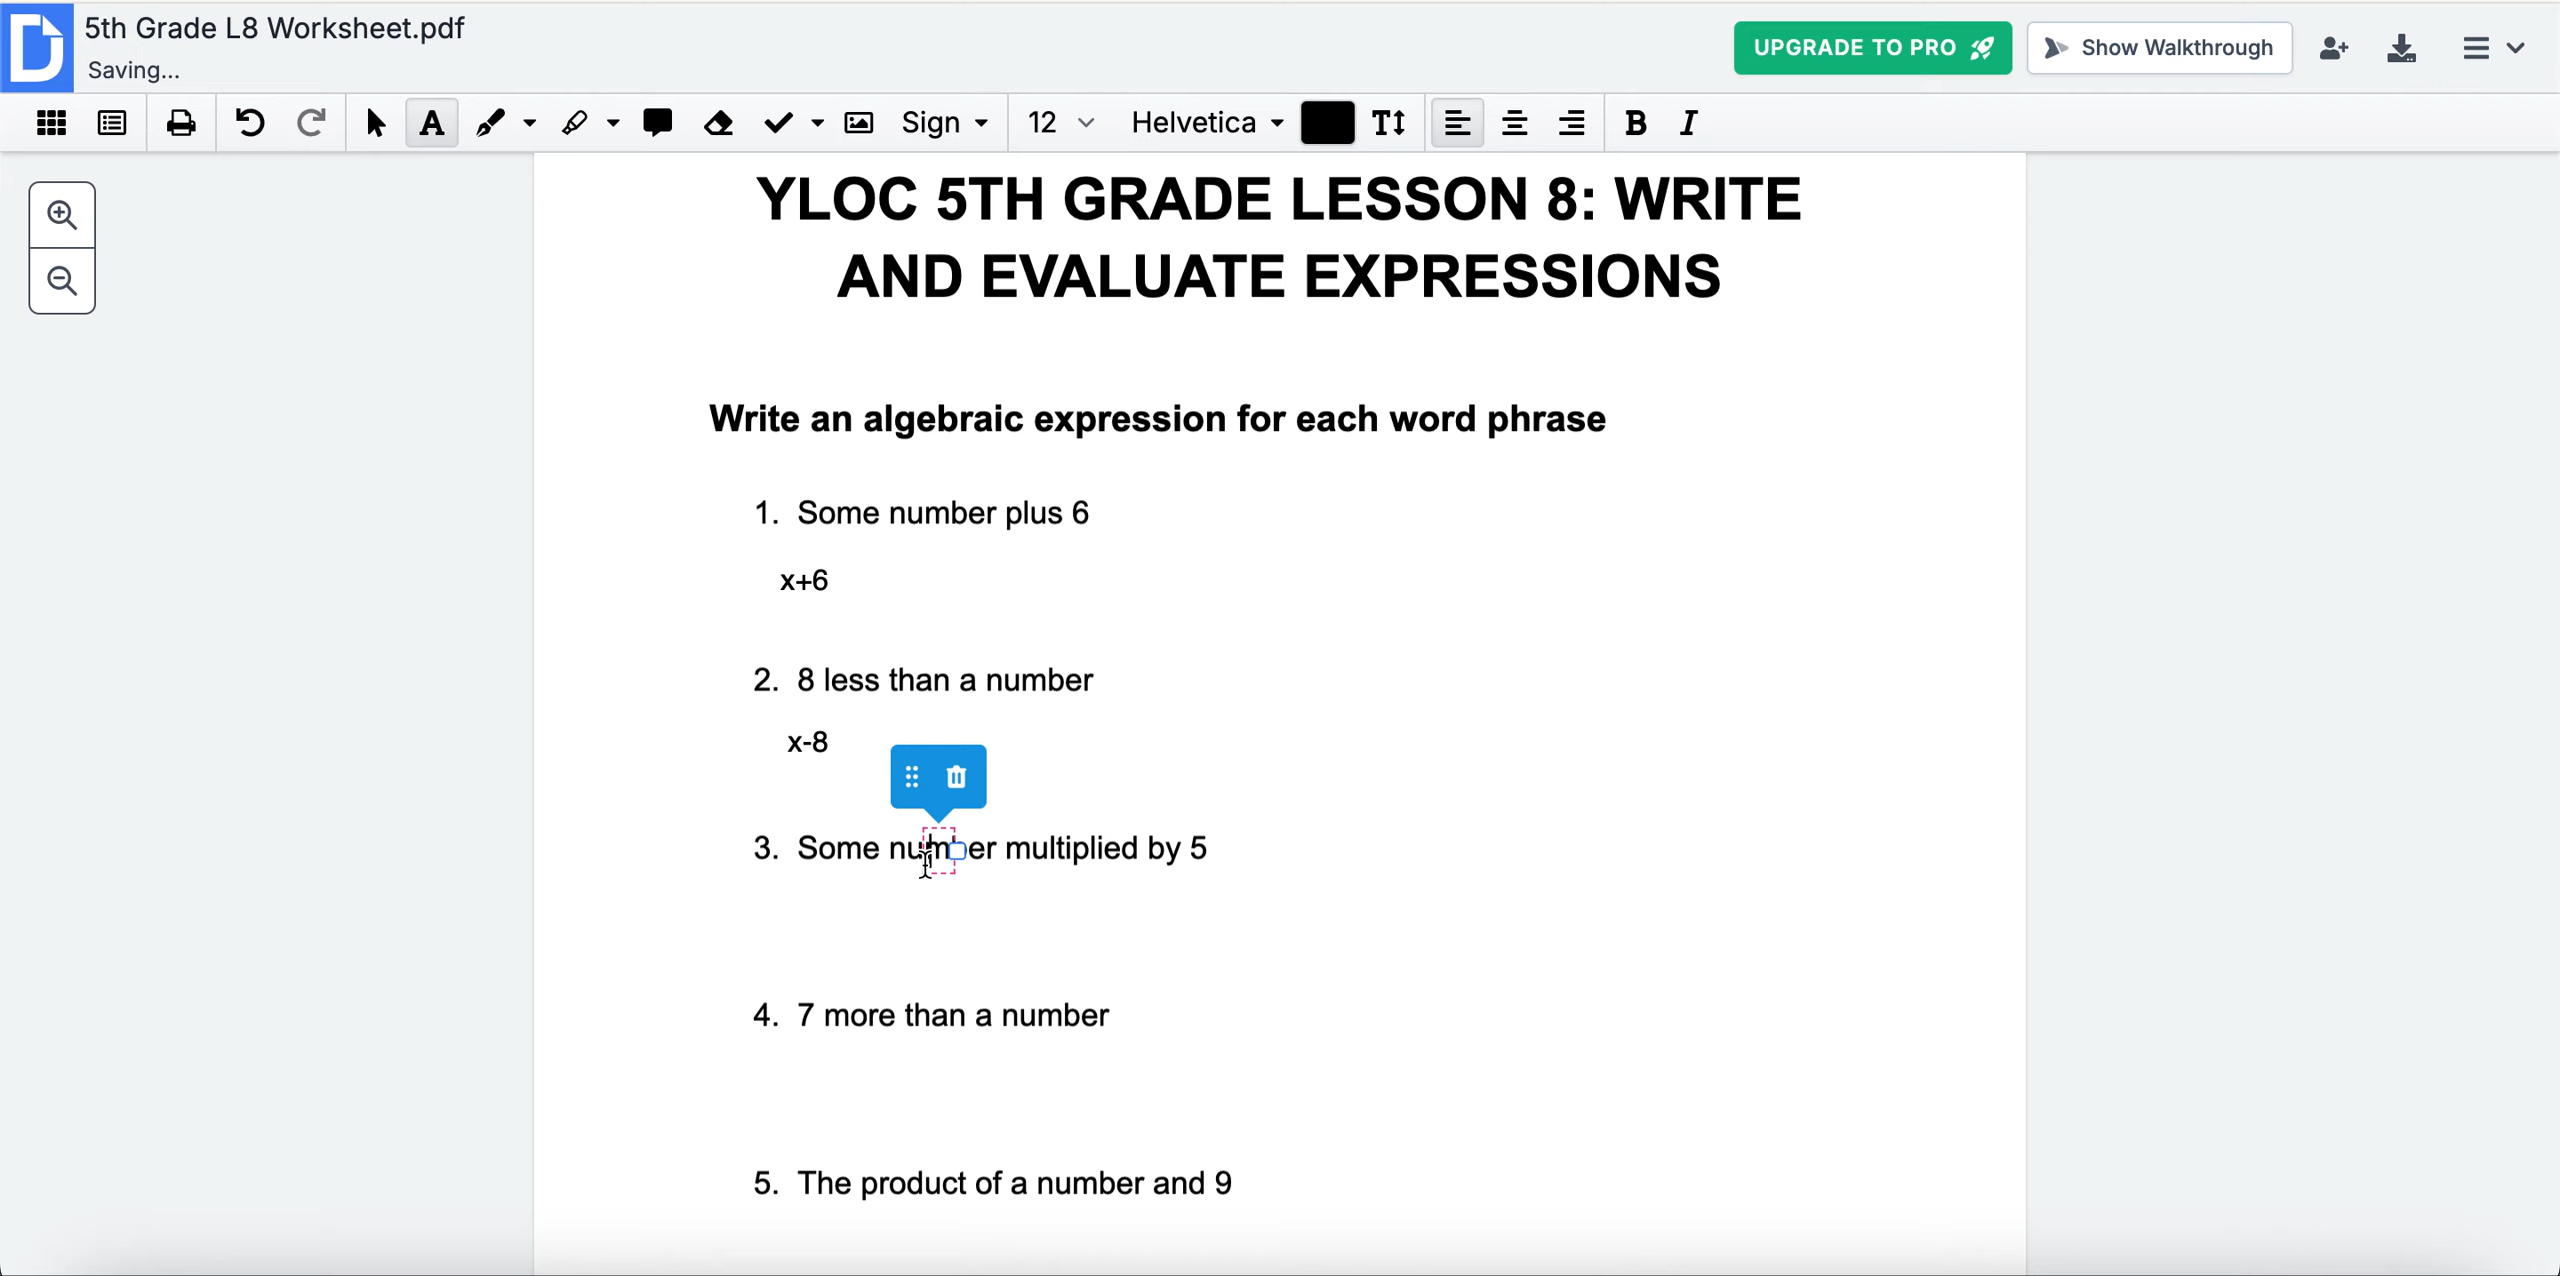 5th Grade L8 Worksheet.pdf
Saving...
UPGRADE TO PRO
Show Walkthrough
Sign
12
Helvetica
YLOC 5TH GRADE LESSON 8: WRITE
AND EVALUATE EXPRESSIONS
Write an algebraic expression for each word phrase
1. Some number plus 6
x+6
2. 8 less than a number
x-8
3. Some number multiplied by 5
4. 7 more than a number
5. The product of a number and 9